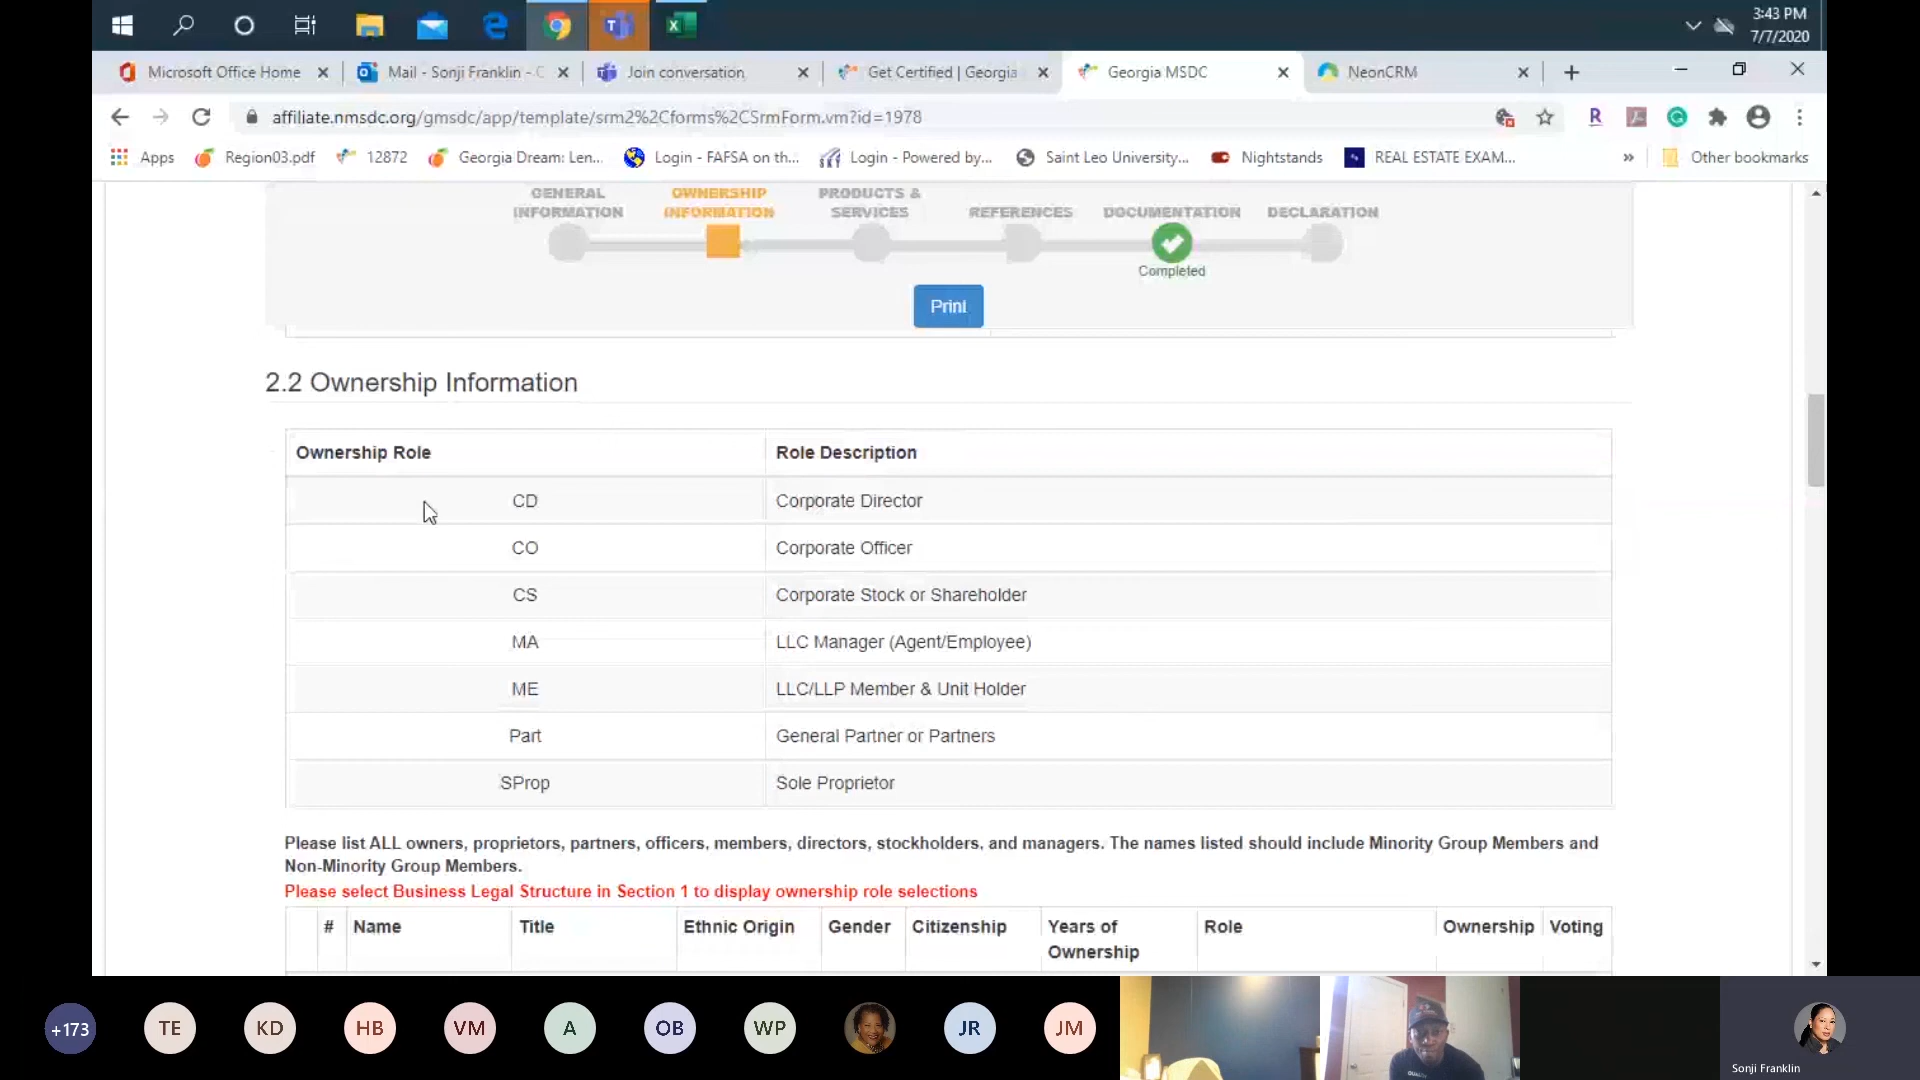 3:43 PM
7/7/2020
Microsoft Office Home
Mail - Sonji Franklin - C
Join conversation
Get Certified | Georgia
Georgia MSDC
NeonCRM
affiliate.nmsdc.org/gmsdc/app/template/srm2%2Cforms%2CSrmForm.vm?id=1978
Apps
Region03.pdf
12872
Georgia Dream: Len...
Login - FAFSA on th...
Login - Powered by...
Saint Leo University...
Nightstands
REAL ESTATE EXAM...
»
Other bookmarks
GENERAL INFORMATION
OWNERSHIP INFORMATION
PRODUCTS & SERVICES
REFERENCES
DOCUMENTATION
DECLARATION
Completed
Print
2.2 Ownership Information
Ownership Role Role Description
CD Corporate Director
CO Corporate Officer
CS Corporate Stock or Shareholder
MA LLC Manager (Agent/Employee)
ME LLC/LLP Member & Unit Holder
Part General Partner or Partners
SProp Sole Proprietor
Please list ALL owners, proprietors, partners, officers, members, directors, stockholders, and managers. The names listed should include Minority Group Members and
Non-Minority Group Members.
Please select Business Legal Structure in Section 1 to display ownership role selections
# Name Title Ethnic Origin Gender Citizenship Years of Ownership Role Ownership Voting
+173 TE KD HB VM A OB WP JR JM
Sonji Franklin